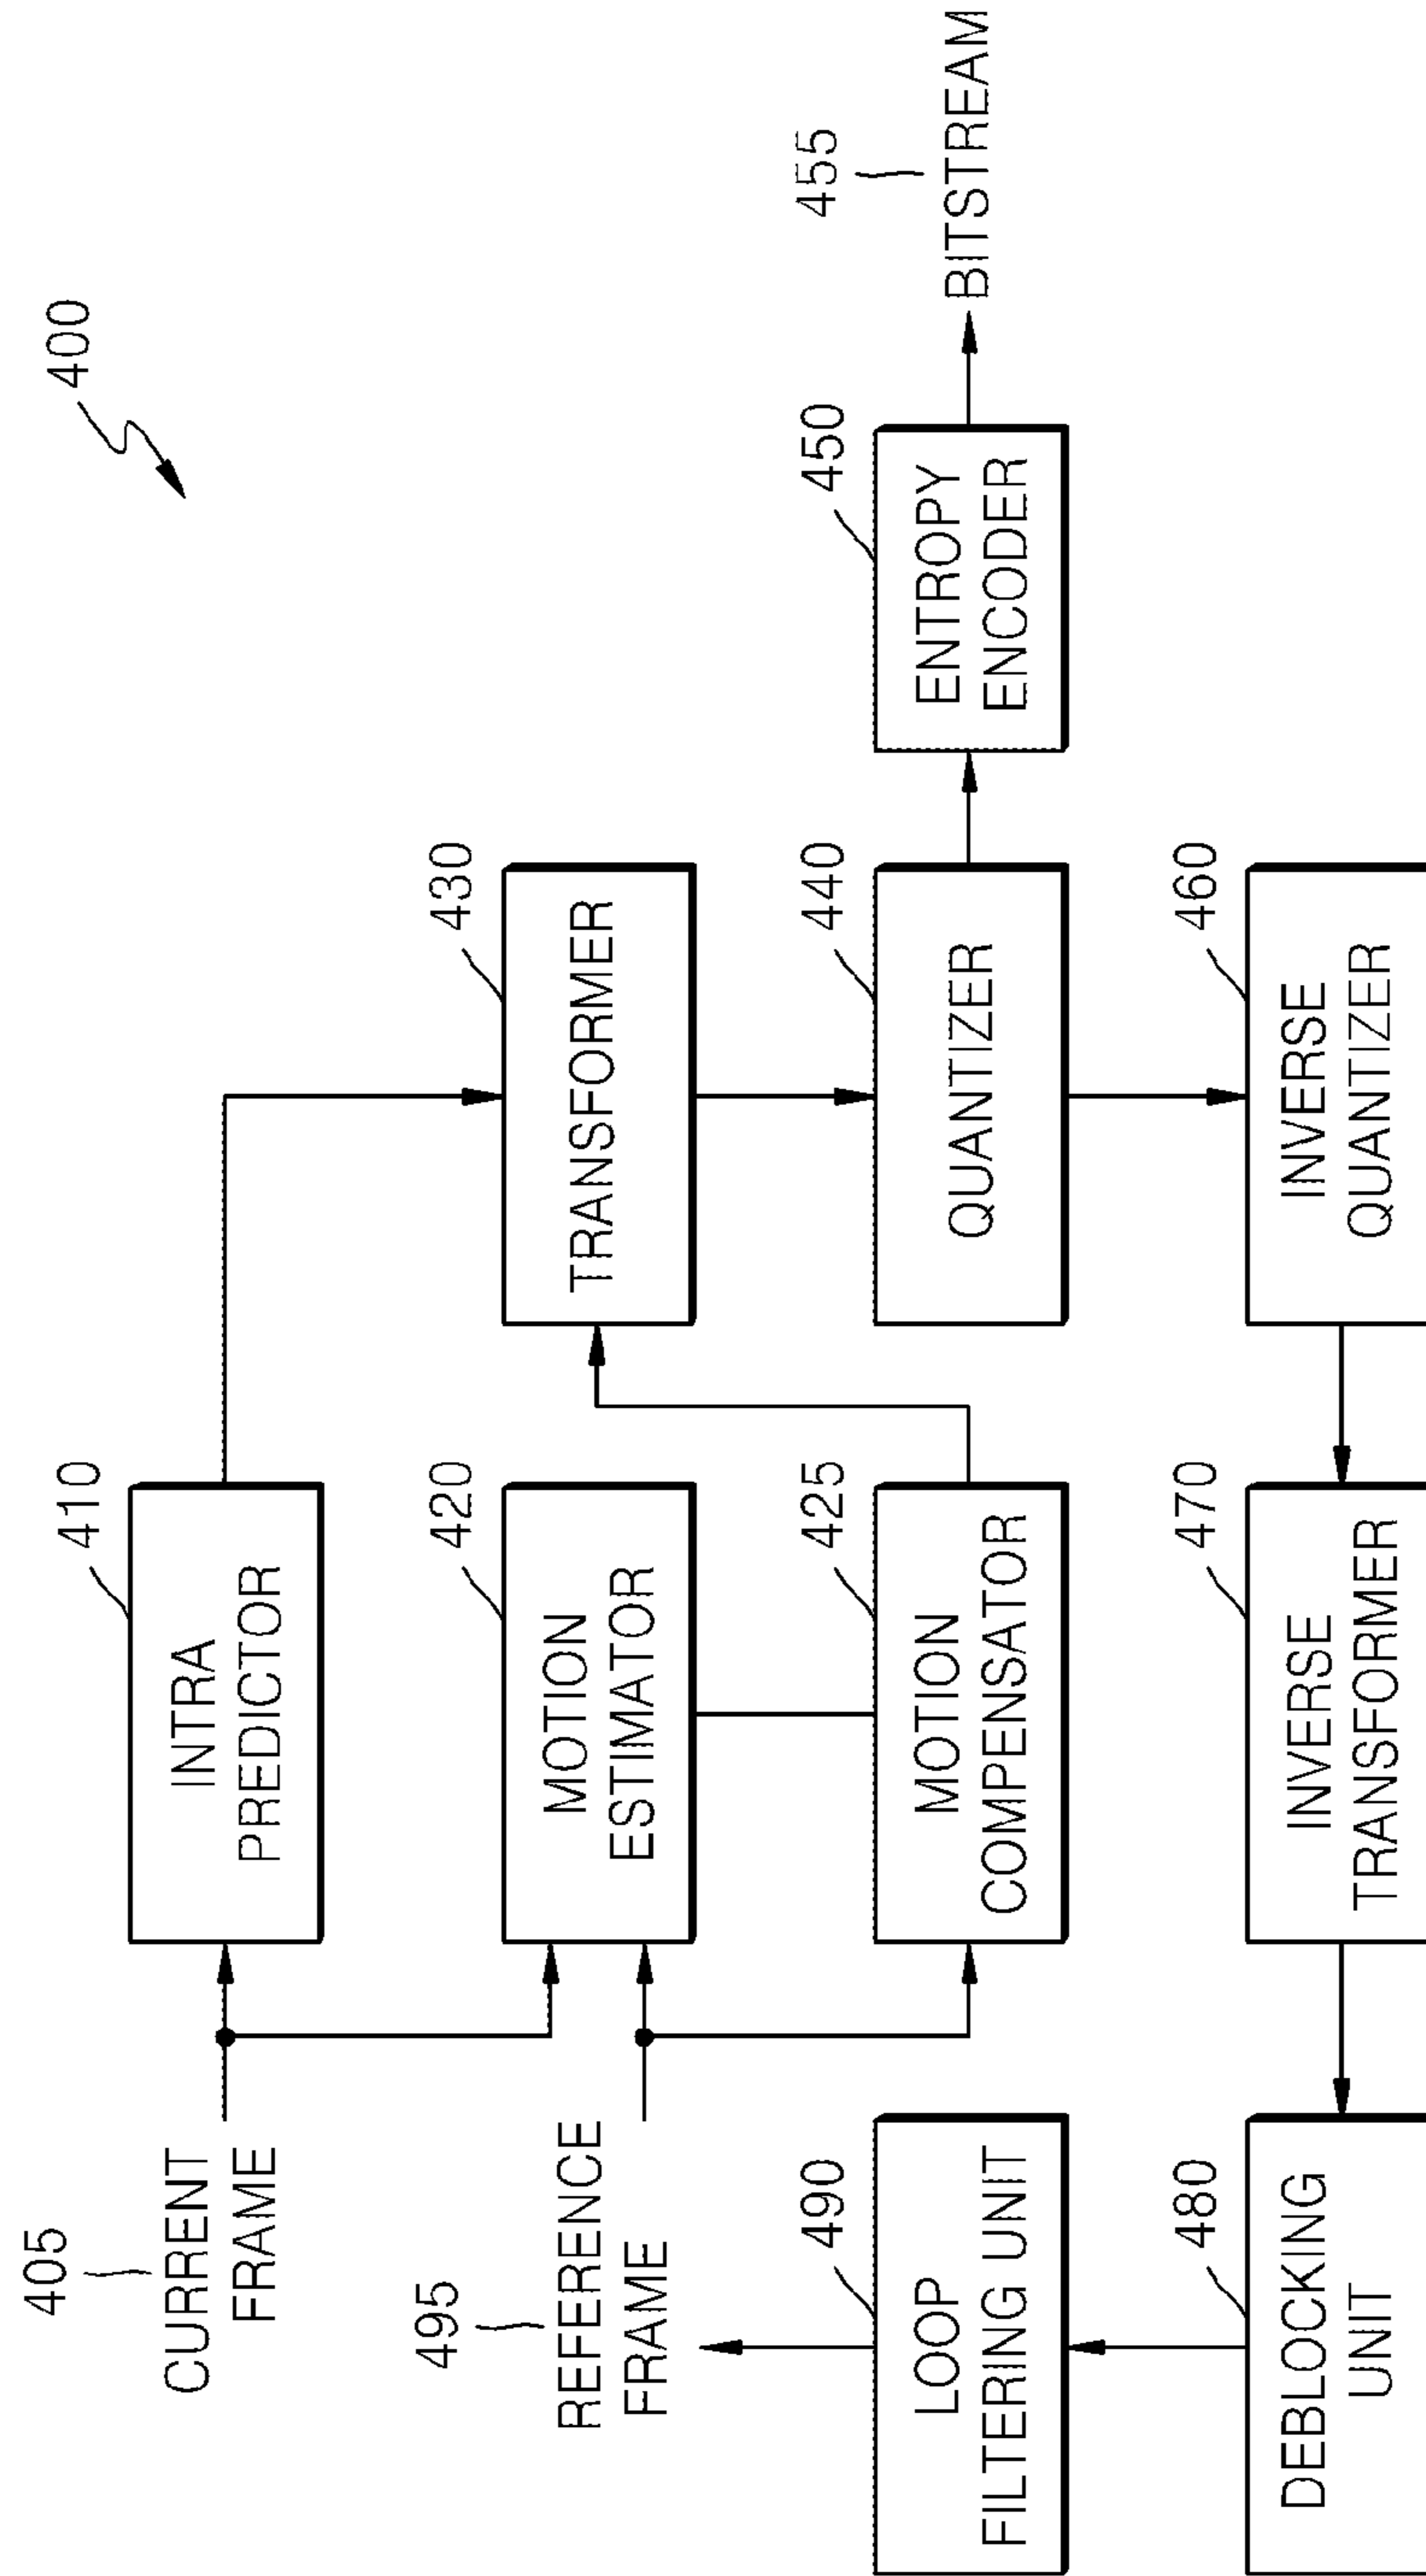 400
405
CURRENT
FRAME
410
INTRA
PREDICTOR
495
REFERENCE
FRAME
420
MOTION
ESTIMATOR
430
TRANSFORMER
490
LOOP
FILTERING UNIT
425
MOTION
COMPENSATOR
440
QUANTIZER
450
ENTROPY
ENCODER
455
BITSTREAM
480
DEBLOCKING
UNIT
470
INVERSE
TRANSFORMER
460
INVERSE
QUANTIZER